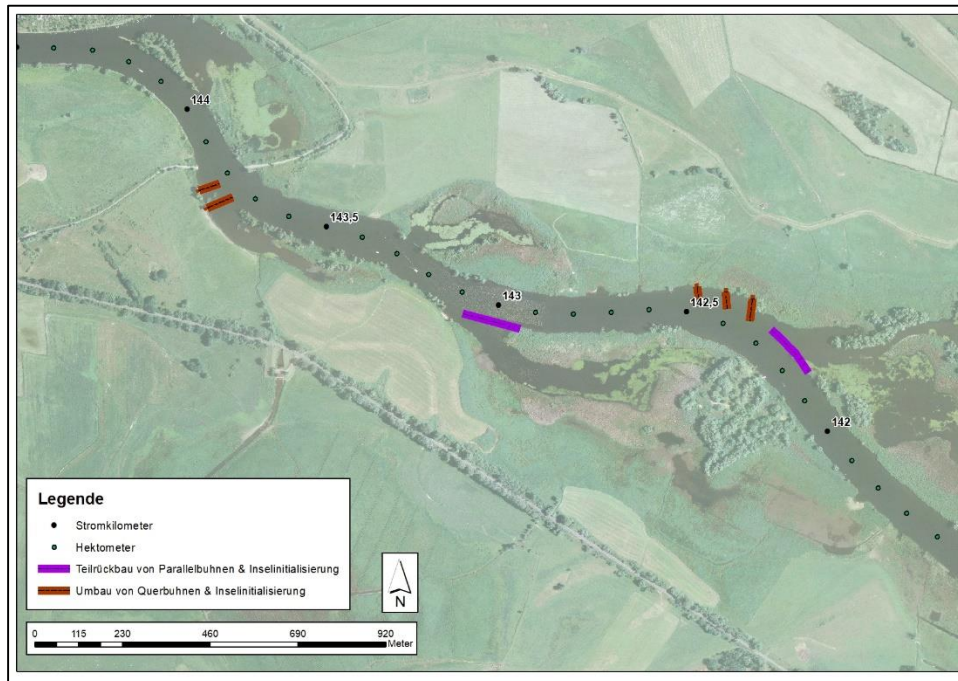 144
143,5
143
142,5
142
Legende
Stromkilometer
Hektometer
Teilrückbau von Parallelbuhnen & Inselinitialisierung
Umbau von Querbuhnen & Inselinitialisierung
N
0 115 230 460 690 920
Meter